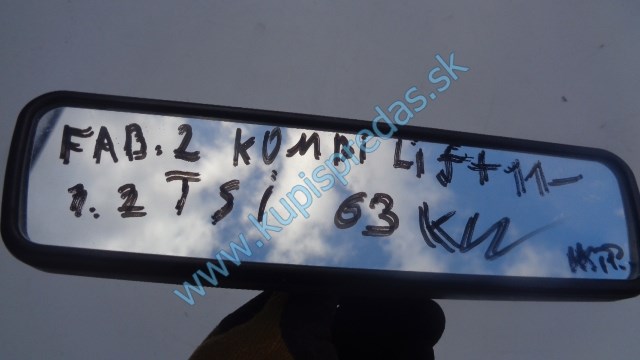 FAB. 2 KOMBI Lift 11-
1.2 TSi 63 KW
www.kupispredas.sk